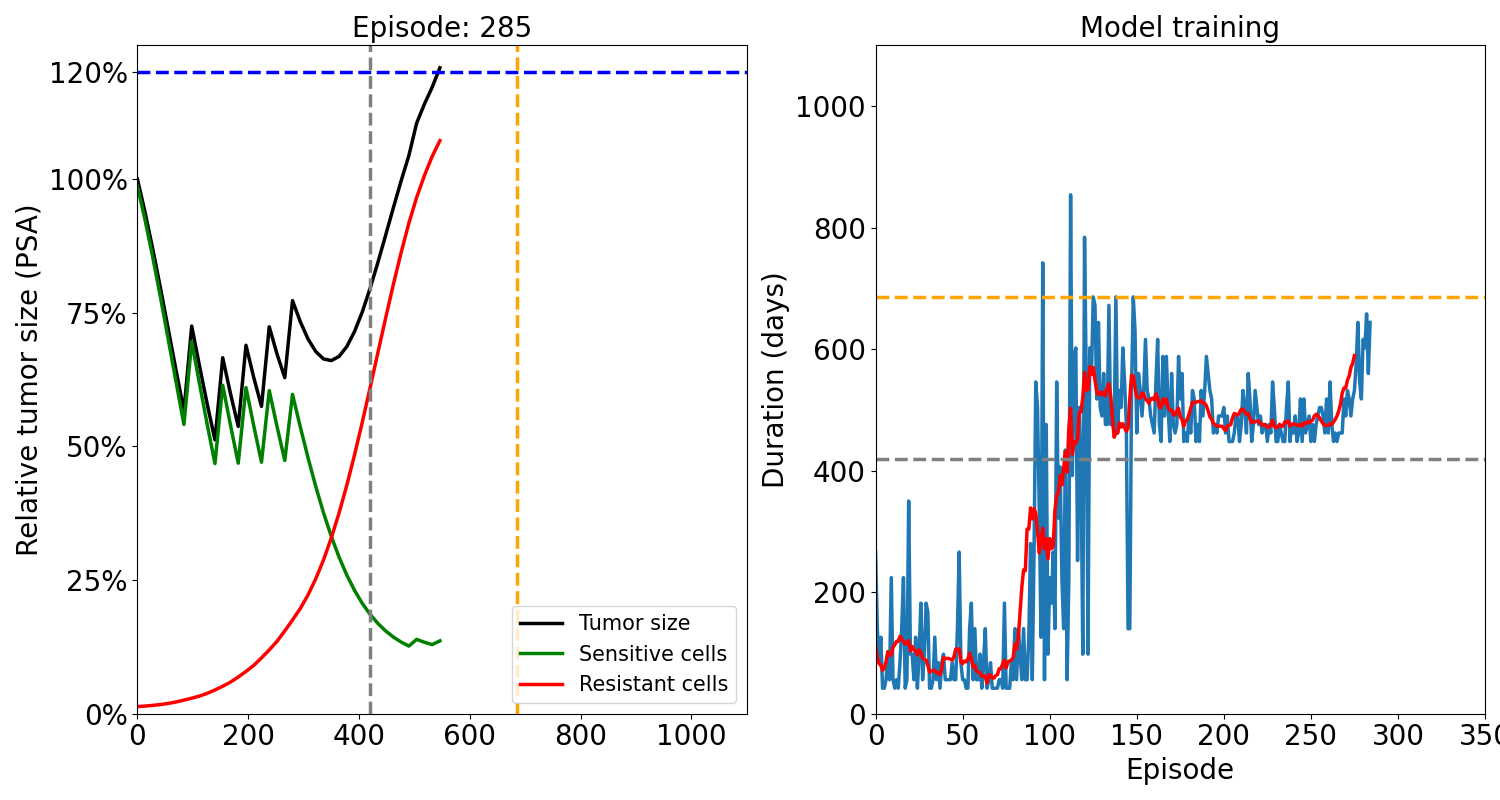 Episode: 285
Relative tumor size (PSA)
120%
100%
75%
50%
25%
0%
0 200 400 600 800 1000
Tumor size
Sensitive cells
Resistant cells
Model training
Duration (days)
1000
800
600
400
200
0
0 50 100 150 200 250 300 350
Episode